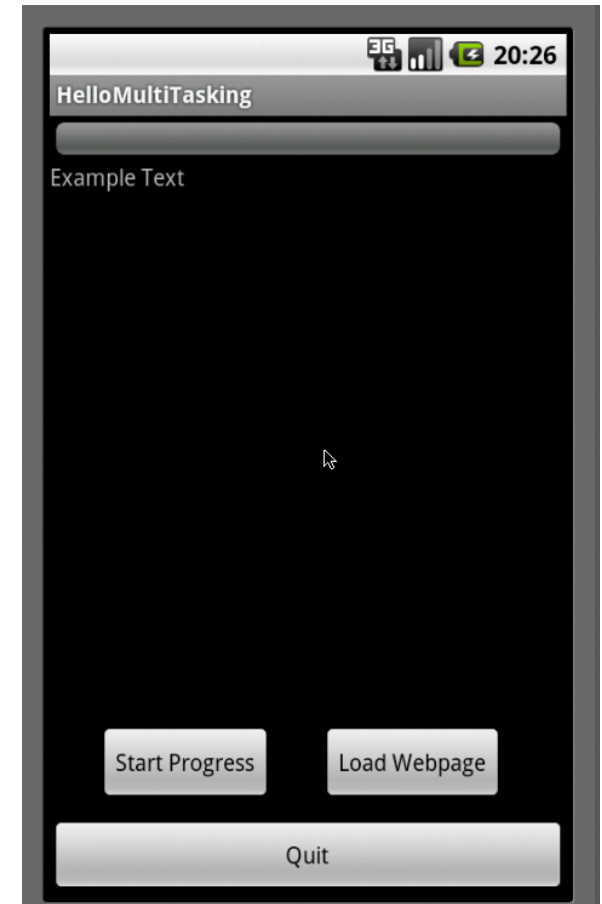 3G 20:26
HelloMultiTasking
Example Text
Start Progress Load Webpage
Quit